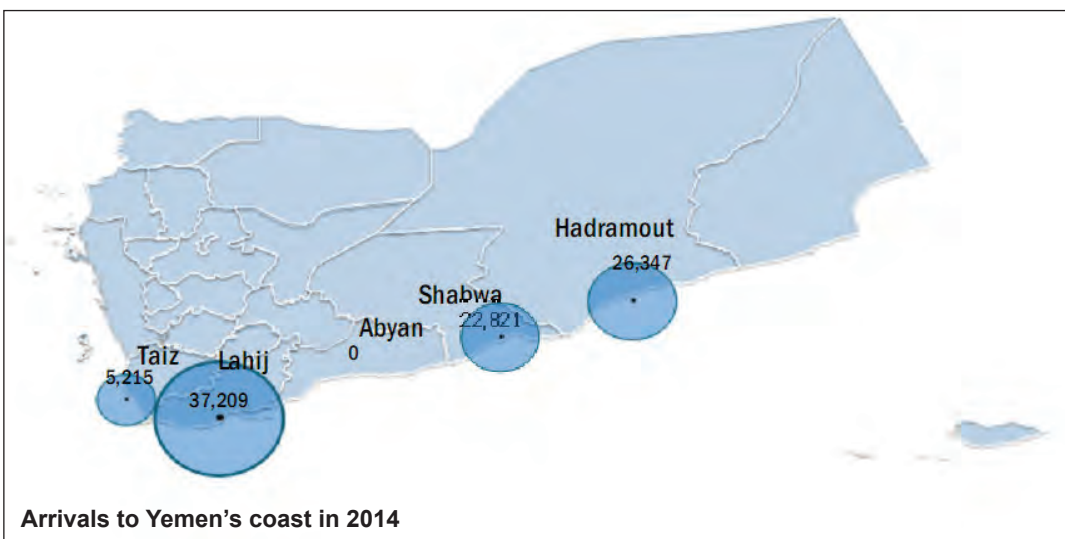 Hadramout
26,347
Shabwa
22,821
Abyan
0
Taiz
5,215
Lahij
37,209
Arrivals to Yemen’s coast in 2014